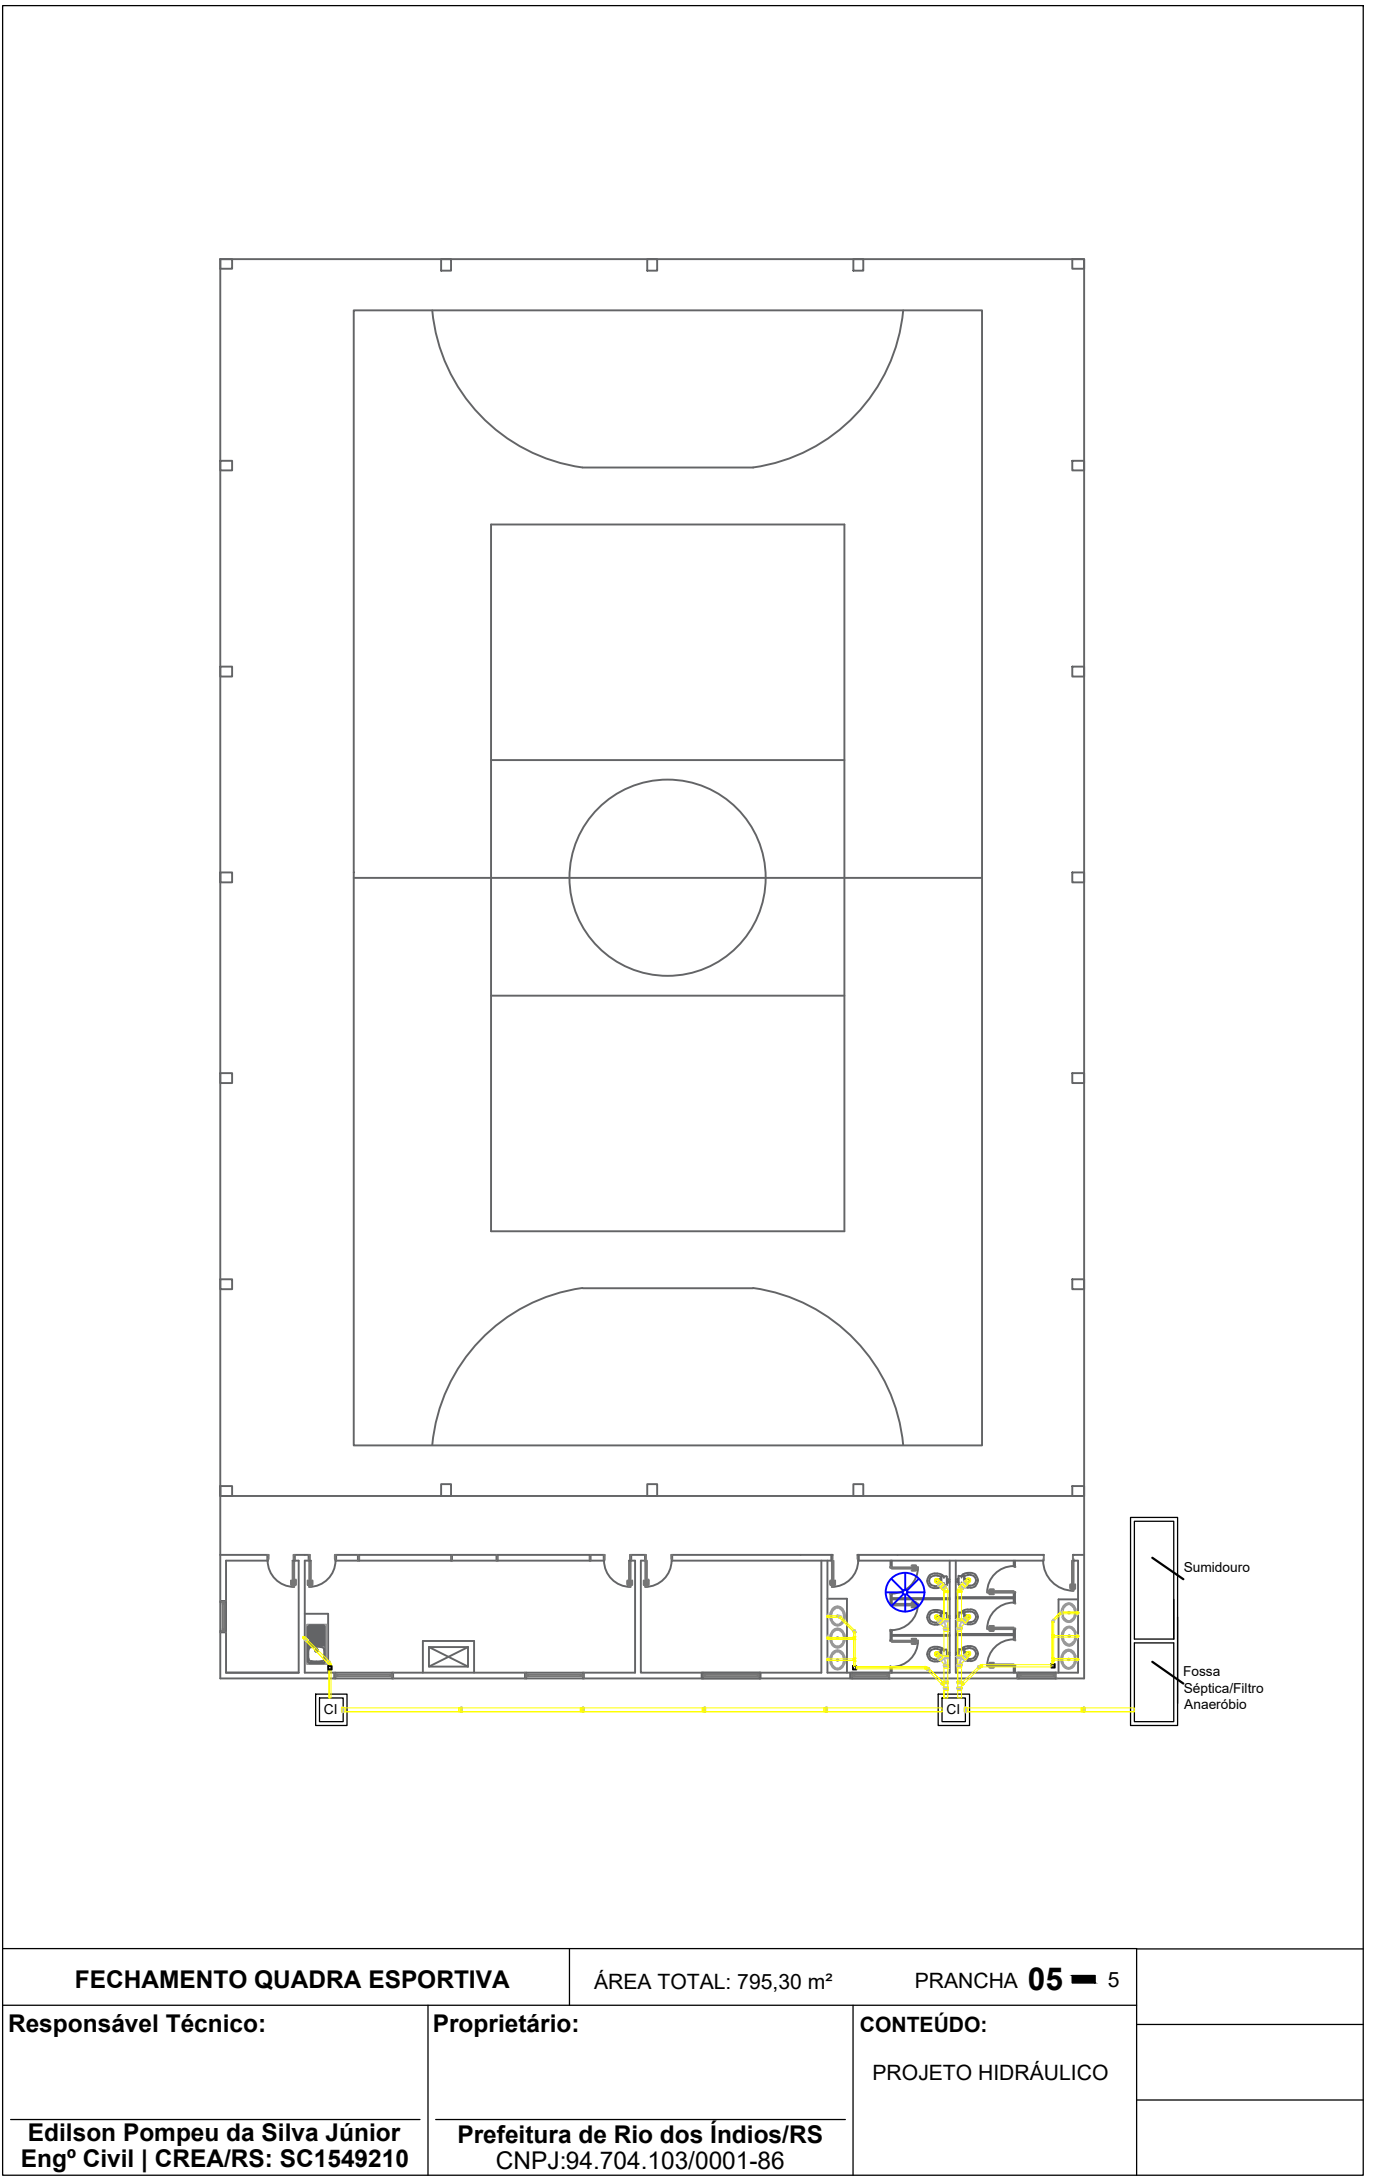 Sumidouro
Fossa
Séptica/Filtro
Anaeróbio
CI
CI
FECHAMENTO QUADRA ESPORTIVA
ÁREA TOTAL: 795,30 m²
PRANCHA 05 - 5
Responsável Técnico:
Edilson Pompeu da Silva Júnior
Engº Civil | CREA/RS: SC1549210
Proprietário:
Prefeitura de Rio dos Índios/RS
CNPJ:94.704.103/0001-86
CONTEÚDO:
PROJETO HIDRÁULICO